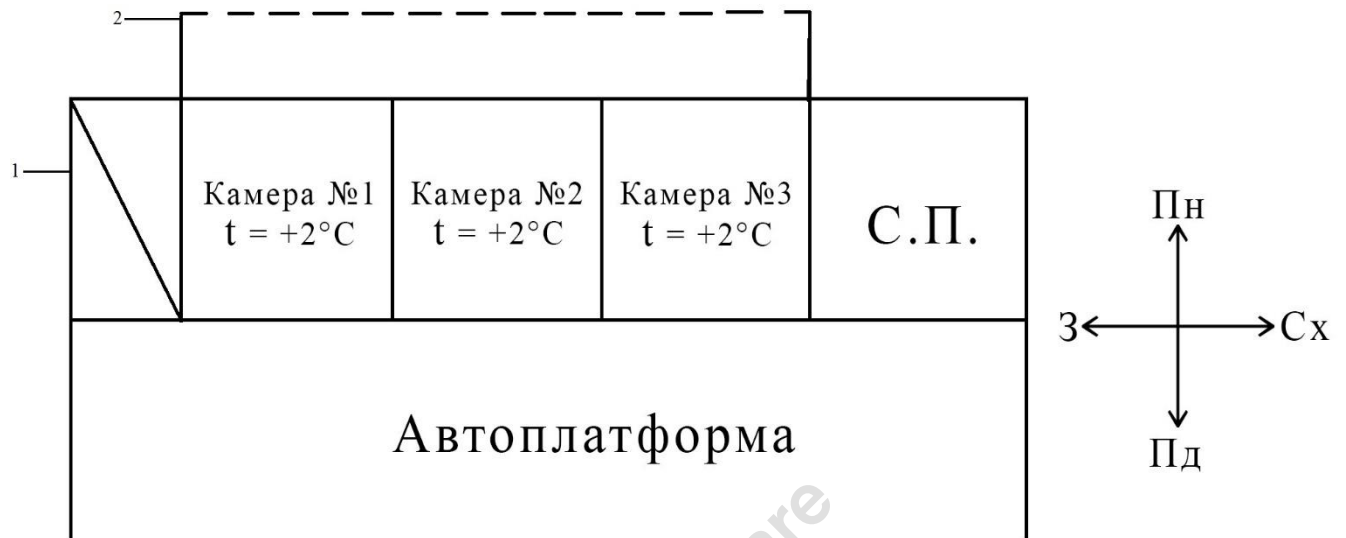 2
1
Камера №1
t = +2°C
Камера №2
t = +2°C
Камера №3
t = +2°C
С.П.
Пн
З
Сх
Пд
Автоплатформа